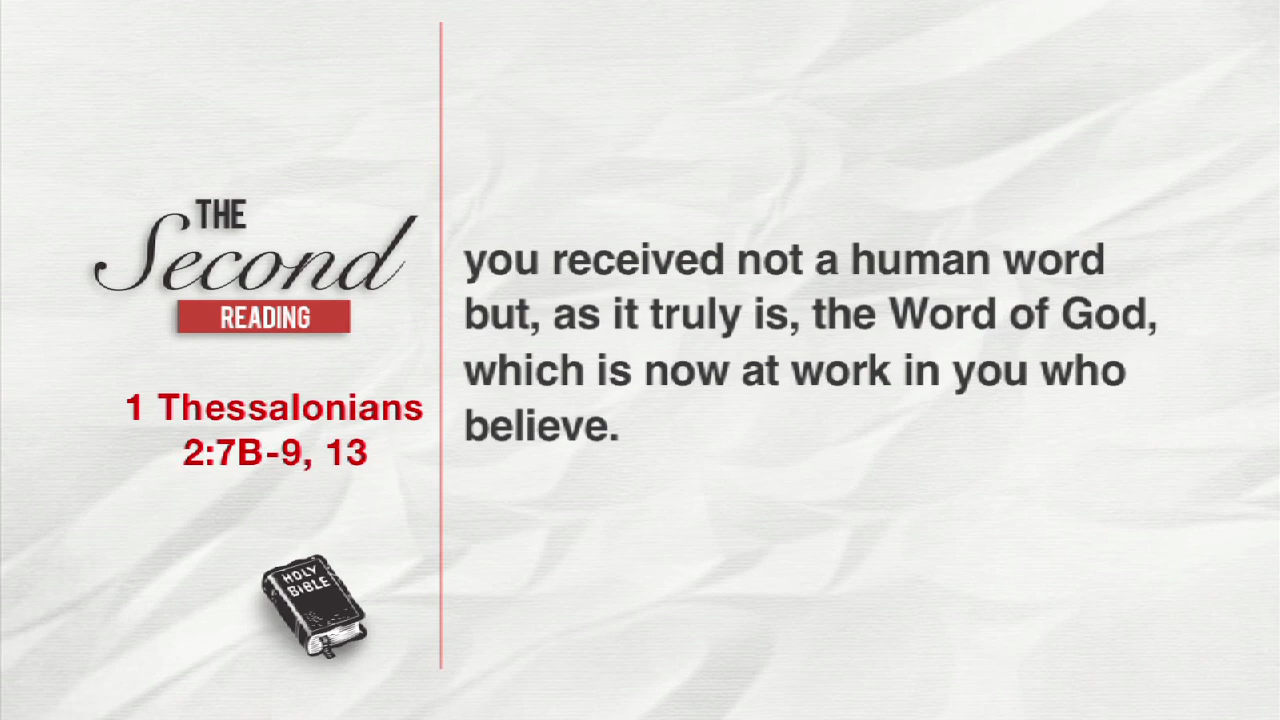 THE
Second
READING
1 Thessalonians
2:7B-9, 13
HOLY
BIBLE
you received not a human word
but, as it truly is, the Word of God,
which is now at work in you who
believe.